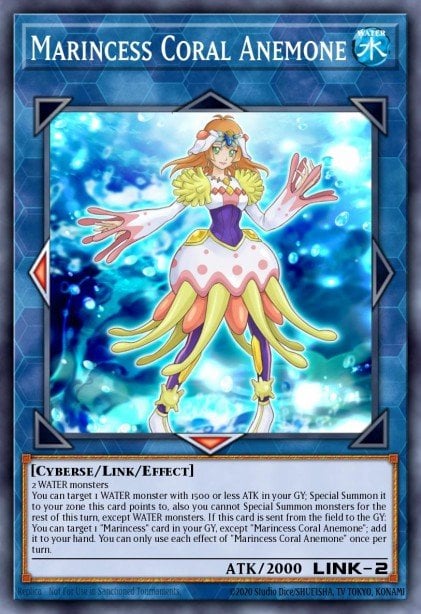 MARINCESS CORAL ANEMONE
WATER
水
[CYBERSE/LINK/EFFECT]
2 WATER monsters
You can target 1 WATER monster with 1500 or less ATK in your GY; Special Summon it
to your zone this card points to, also you cannot Special Summon monsters for the
rest of this turn, except WATER monsters. If this card is sent from the field to the GY:
You can target 1 "Marincess" card in your GY, except "Marincess Coral Anemone"; add
it to your hand. You can only use each effect of "Marincess Coral Anemone" once per
turn.
ATK/2000 LINK-2
Replica - Not For Use in Sanctioned Tornaments ©2020 Studio Dice/SHUEISHA, TV TOKYO, KONAMI